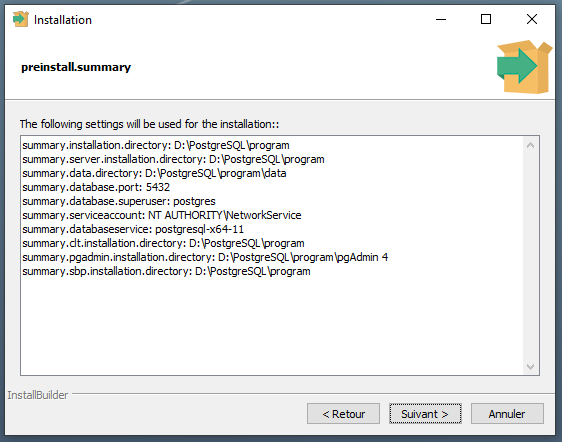 Installation
preinstall.summary
The following settings will be used for the installation::
summary.installation.directory: D:\PostgreSQL\program
summary.server.installation.directory: D:\PostgreSQL\program
summary.data.directory: D:\PostgreSQL\program\data
summary.database.port: 5432
summary.database.superuser: postgres
summary.serviceaccount: NT AUTHORITY\NetworkService
summary.databaseservice: postgresql-x64-11
summary.clt.installation.directory: D:\PostgreSQL\program
summary.pgadmin.installation.directory: D:\PostgreSQL\program\pgAdmin 4
summary.sbp.installation.directory: D:\PostgreSQL\program
InstallBuilder
< Retour
Suivant >
Annuler